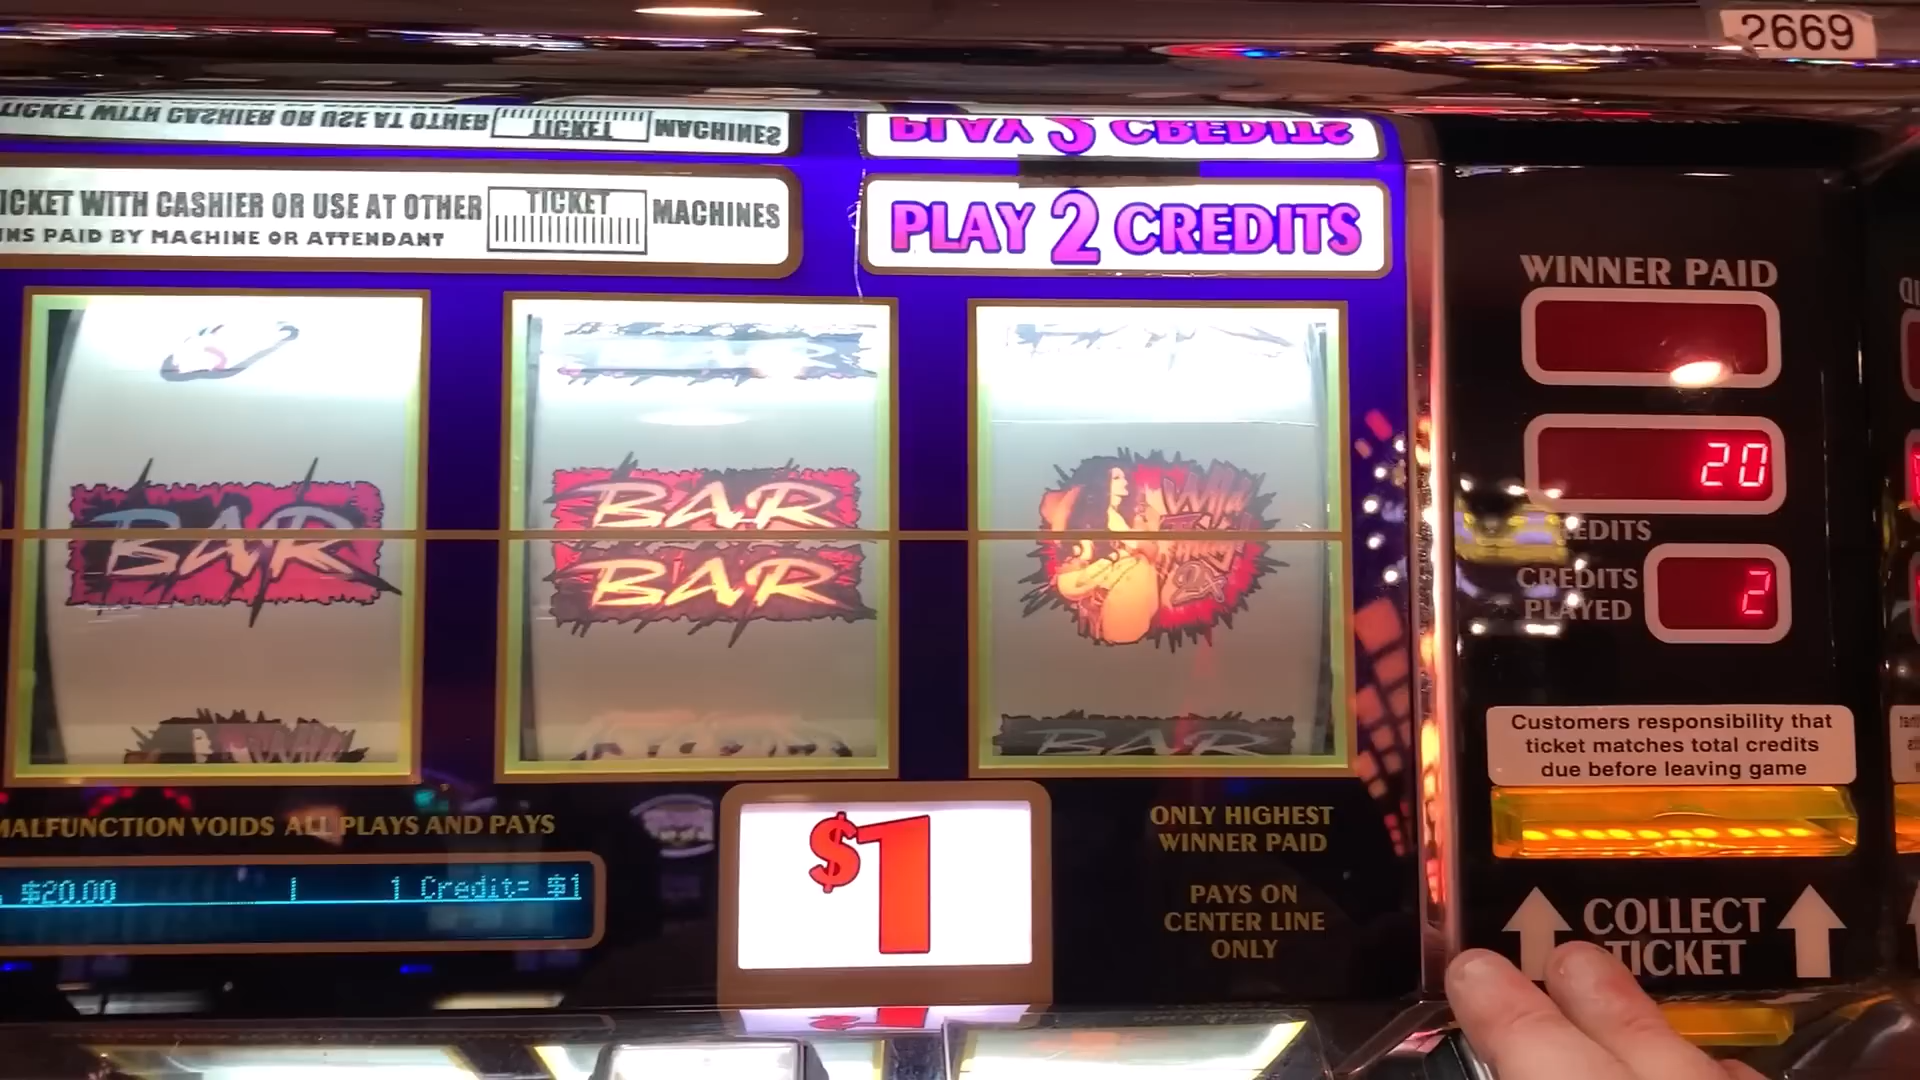 2669
TICKET WITH CASHIER OR USE AT OTHER TICKET MACHINES
PLAY 2 CREDITS
ICKET WITH CASHIER OR USE AT OTHER TICKET MACHINES
NS PAID BY MACHINE OR ATTENDANT
PLAY 2 CREDITS
WINNER PAID
20
EDITS
CREDITS
PLAYED
2
BAR
BAR
BAR
Wild
Thing!
2x
BAR
Customers responsibility that
ticket matches total credits
due before leaving game
MALFUNCTION VOIDS ALL PLAYS AND PAYS
$20.00 1 1 Credit= $1
$1
ONLY HIGHEST
WINNER PAID
PAYS ON
CENTER LINE
ONLY
COLLECT
TICKET